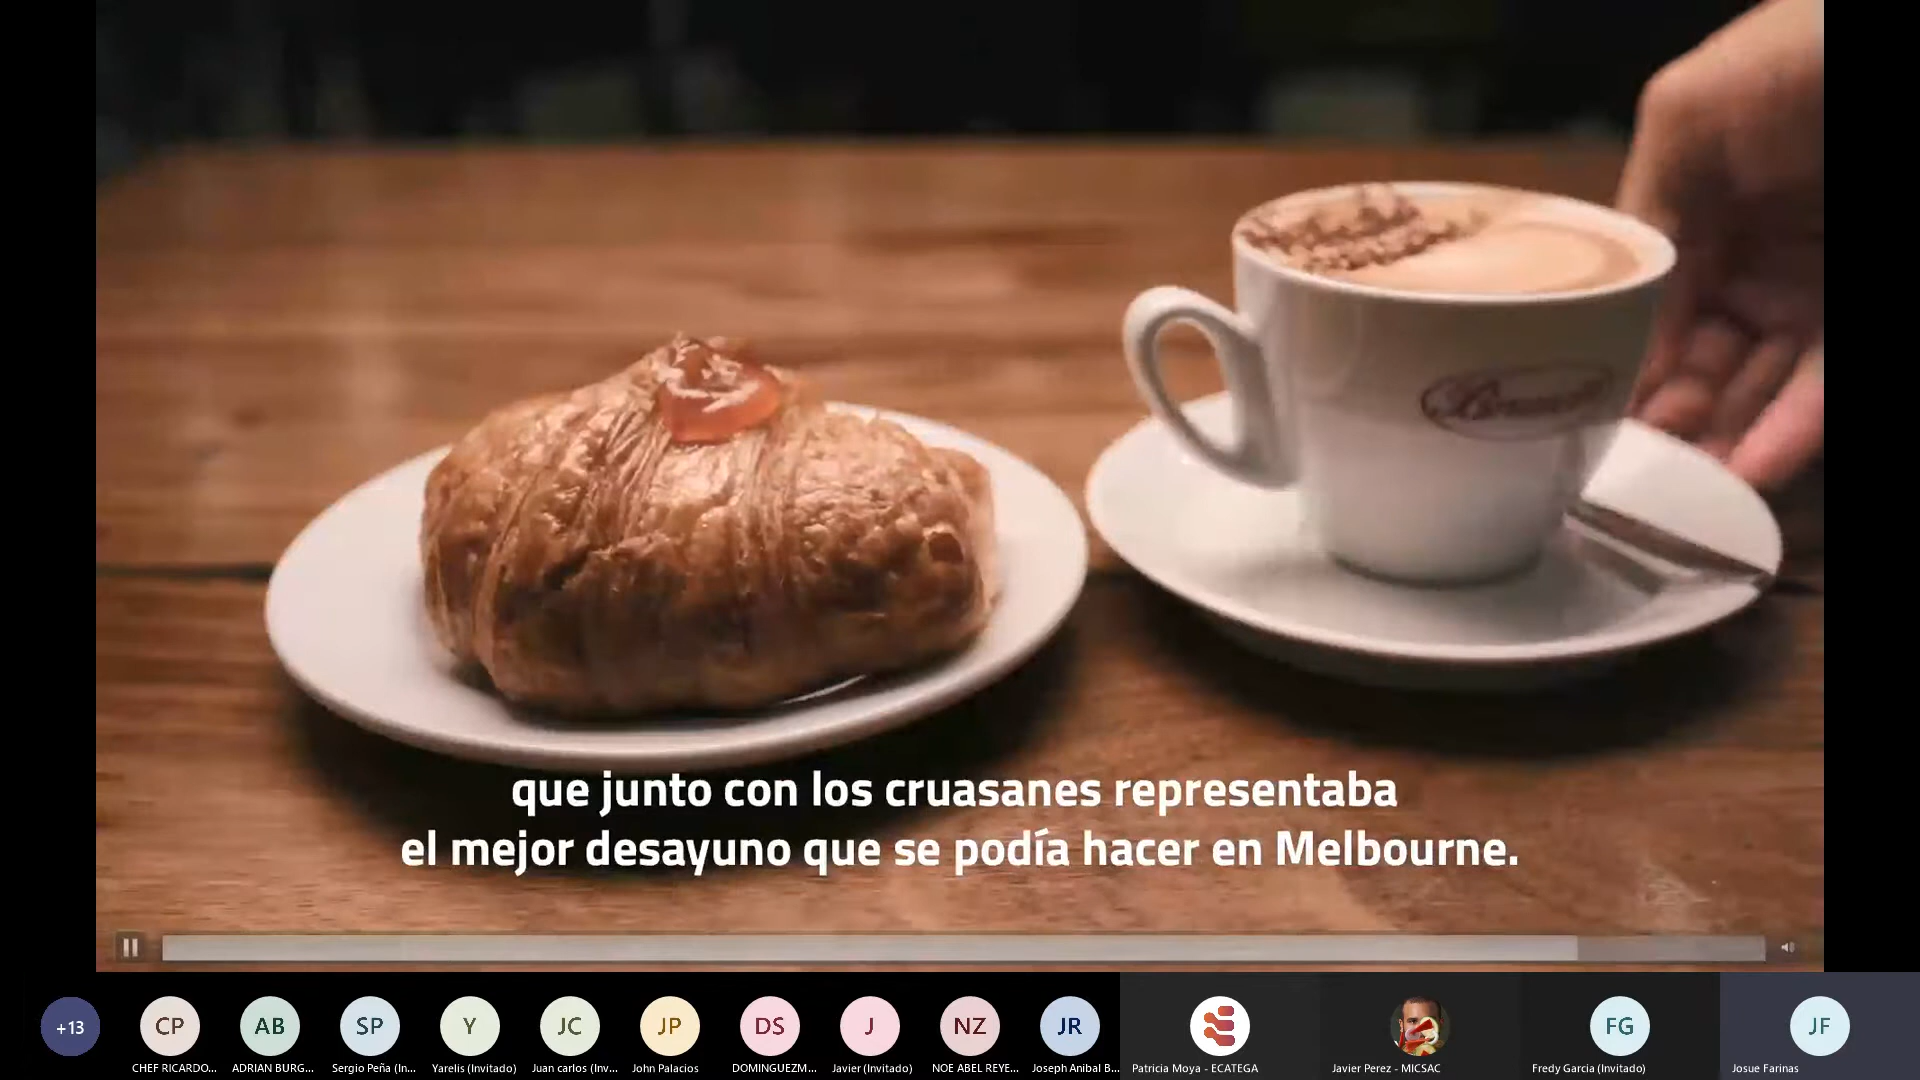 que junto con los cruasanes representaba
el mejor desayuno que se podía hacer en Melbourne.
+13
CP
AB
SP
Y
JC
JP
DS
J
NZ
JR
FG
JF
CHEF RICARDO...
ADRIAN BURG...
Sergio Peña (In...
Yarelis (Invitado)
Juan carlos (Inv...
John Palacios
DOMINGUEZM...
Javier (Invitado)
NOE ABEL REYE...
Joseph Anibal B...
Patricia Moya - ECATEGA
Javier Perez - MICSAC
Fredy Garcia (Invitado)
Josue Farinas